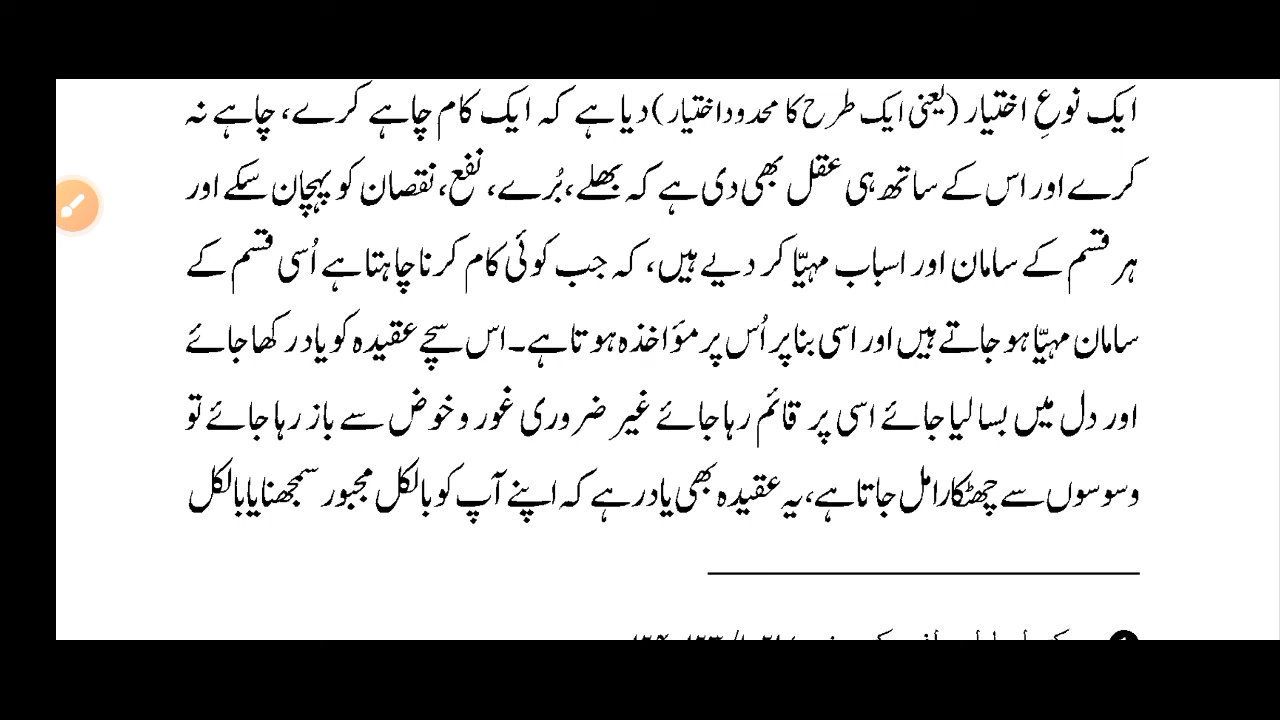 ایک نوعِ اختیار (یعنی ایک طرح کا محدود اختیار) دیا ہے کہ ایک کام چاہے کرے، چاہے نہ
کرے اور اس کے ساتھ ہی عقل بھی دی ہے کہ بھلے، بُرے، نفع، نقصان کو پہچان سکے اور
ہر قسم کے سامان اور اسباب مہیّا کر دیے ہیں، کہ جب کوئی کام کرنا چاہتا ہے اُسی قسم کے
سامان مہیّا ہو جاتے ہیں اور اسی بنا پر اُس پر مؤاخذہ ہوتا ہے۔ اس سچے عقیدہ کو یاد رکھا جائے
اور دل میں بسا لیا جائے اسی پر قائم رہا جائے غیر ضروری غور و خوض سے باز رہا جائے تو
وسوسوں سے چھٹکارا مل جاتا ہے، یہ عقیدہ بھی یاد رہے کہ اپنے آپ کو بالکل مجبور سمجھنا یا بالکل